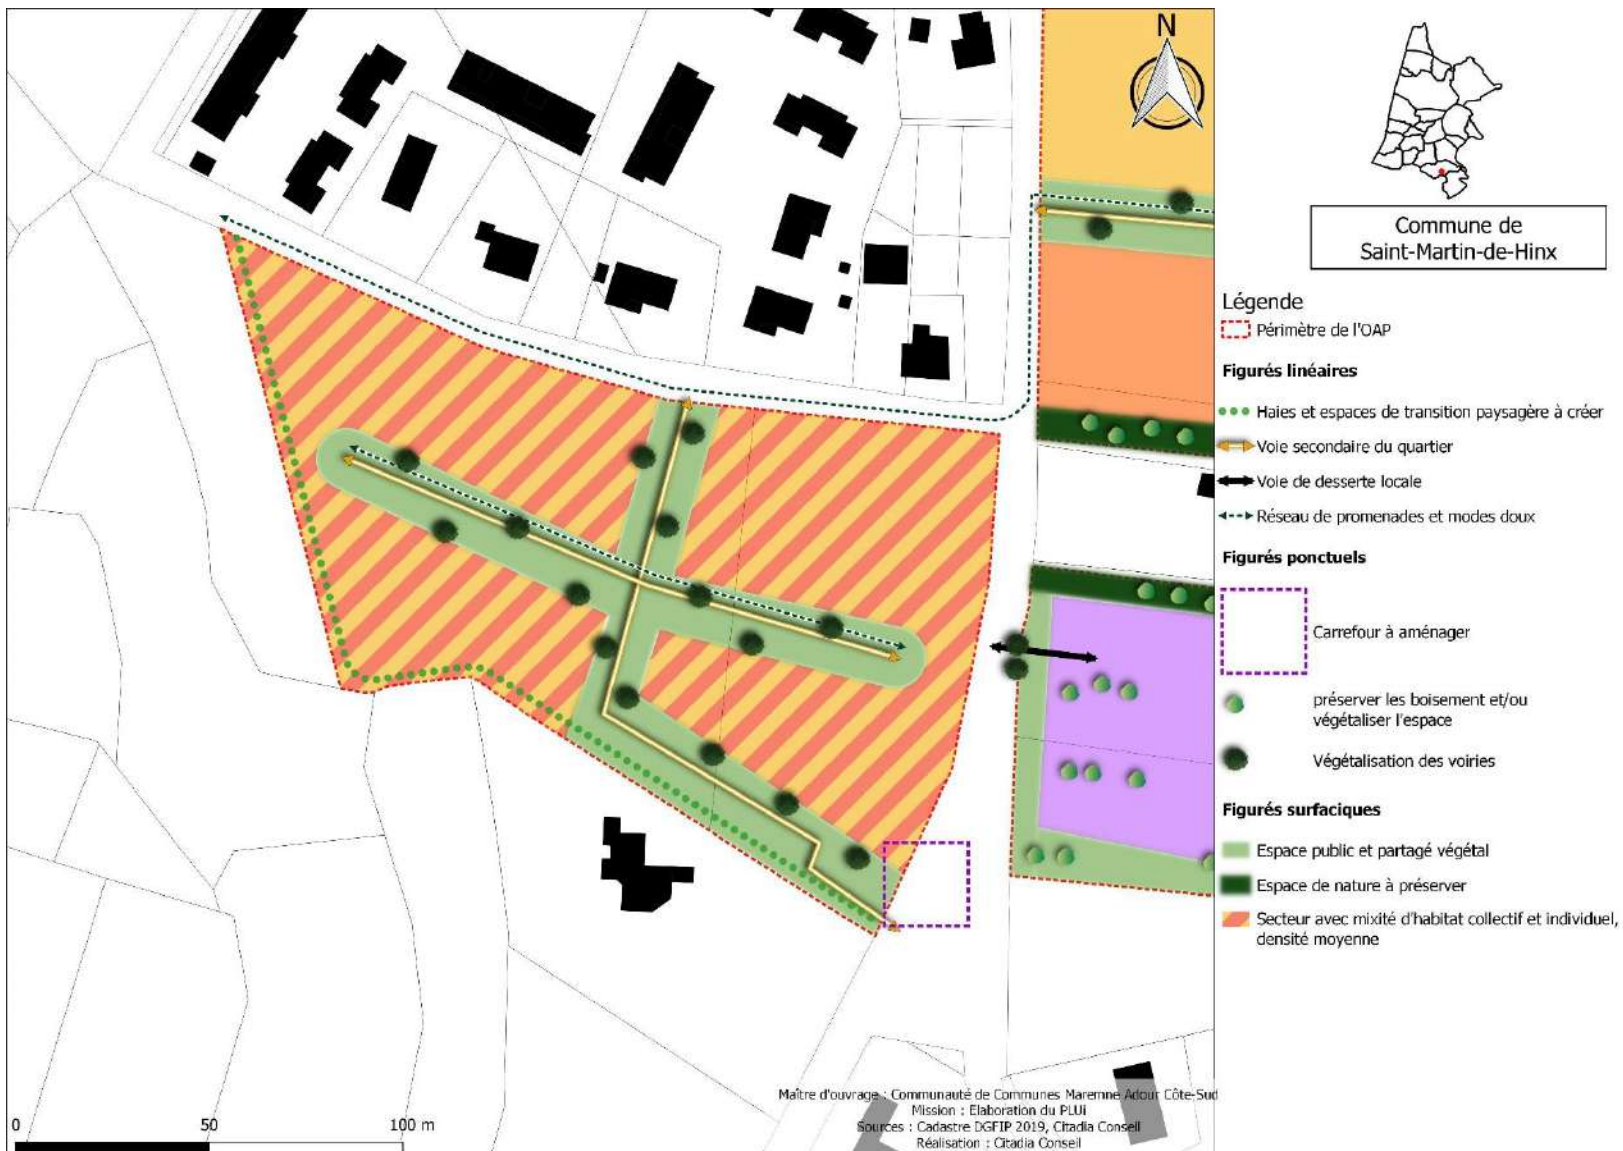 N
Commune de
Saint-Martin-de-Hinx
Légende
Périmètre de l'OAP
Figurés linéaires
Haies et espaces de transition paysagère à créer
Voie secondaire du quartier
Voie de desserte locale
Réseau de promenades et modes doux
Figurés ponctuels
Carrefour à aménager
préserver les boisement et/ou
végétaliser l'espace
Végétalisation des voiries
Figurés surfaciques
Espace public et partagé végétal
Espace de nature à préserver
Secteur avec mixité d'habitat collectif et individuel,
densité moyenne
Maître d'ouvrage : Communauté de Communes Maremne Adour Côte-Sud
Mission : Elaboration du PLUi
Sources : Cadastre DGFIP 2019, Citadia Conseil
Réalisation : Citadia Conseil
0 50 100 m